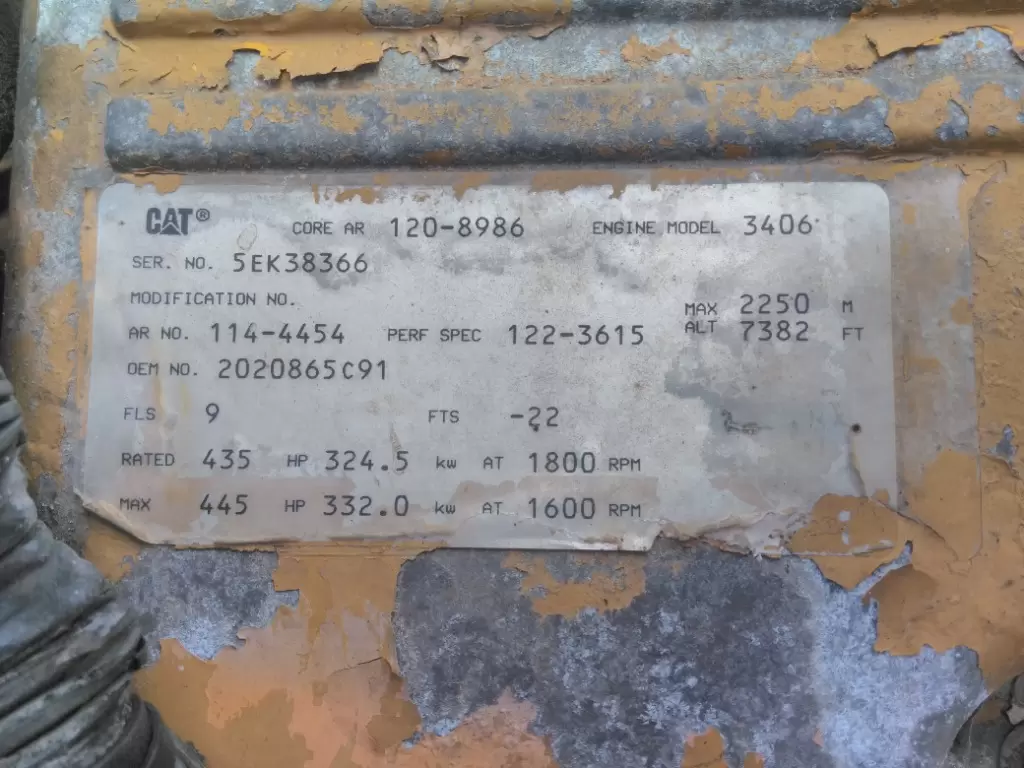 CAT® CORE AR 120-8986 ENGINE MODEL 3406
SER. NO. 5EK38366
MODIFICATION NO. MAX 2250 M
AR NO. 114-4454 PERF SPEC 122-3615 ALT 7382 FT
OEM NO. 2020865C91
FLS 9 FTS -22
RATED 435 HP 324.5 kw AT 1800 RPM
MAX 445 HP 332.0 kw AT 1600 RPM